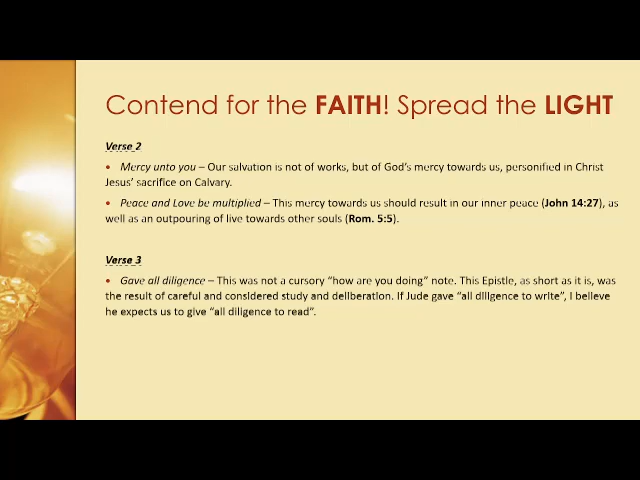 Contend for the FAITH! Spread the LIGHT
Verse 2
• Mercy unto you – Our salvation is not of works, but of God's mercy towards us, personified in Christ
Jesus' sacrifice on Calvary.
• Peace and Love be multiplied – This mercy towards us should result in our inner peace (John 14:27), as
well as an outpouring of live towards other souls (Rom. 5:5).
Verse 3
• Gave all diligence – This was not a cursory "how are you doing" note. This Epistle, as short as it is, was
the result of careful and considered study and deliberation. If Jude gave "all diligence to write", I believe
he expects us to give "all diligence to read".